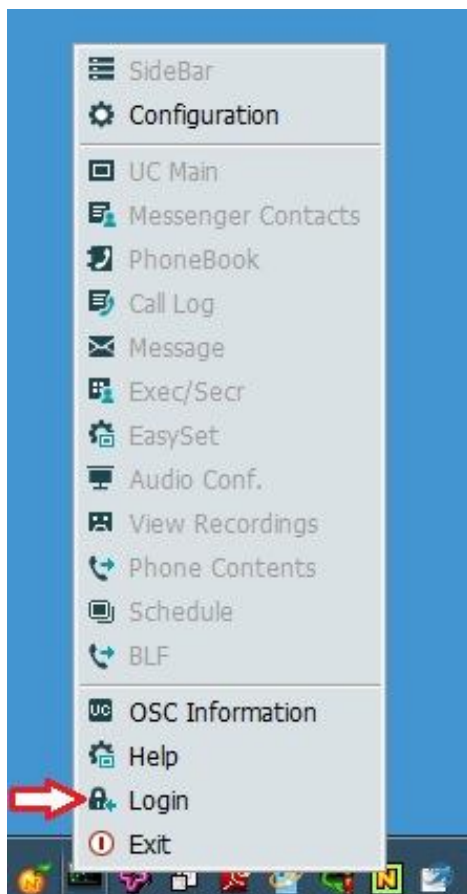 SideBar
Configuration
UC Main
Messenger Contacts
PhoneBook
Call Log
Message
Exec/Secr
EasySet
Audio Conf.
View Recordings
Phone Contents
Schedule
BLF
UC OSC Information
Help
Login
Exit
N N